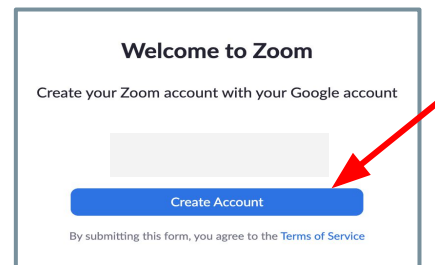 Welcome to Zoom
Create your Zoom account with your Google account
Create Account
By submitting this form, you agree to the Terms of Service